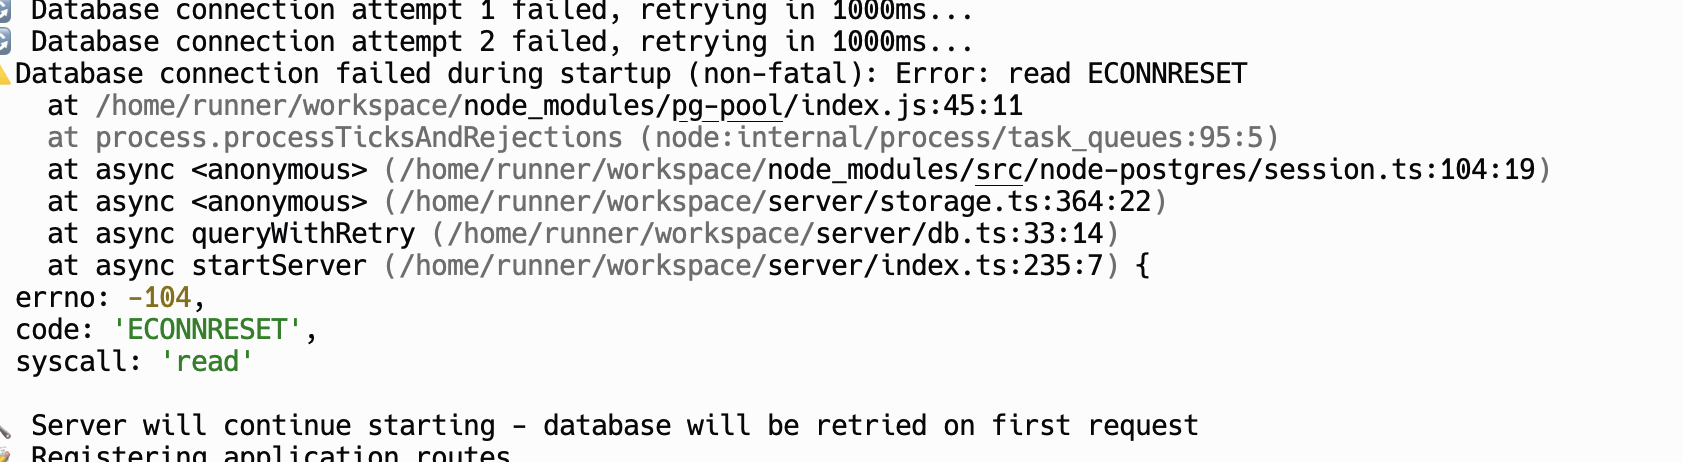 Database connection attempt 1 failed, retrying in 1000ms...
Database connection attempt 2 failed, retrying in 1000ms...
Database connection failed during startup (non-fatal): Error: read ECONNRESET
at /home/runner/workspace/node_modules/pg-pool/index.js:45:11
at process.processTicksAndRejections (node:internal/process/task_queues:95:5)
at async <anonymous> (/home/runner/workspace/node_modules/src/node-postgres/session.ts:104:19)
at async <anonymous> (/home/runner/workspace/server/storage.ts:364:22)
at async queryWithRetry (/home/runner/workspace/server/db.ts:33:14)
at async startServer (/home/runner/workspace/server/index.ts:235:7) {
errno: -104,
code: 'ECONNRESET',
syscall: 'read'
Server will continue starting - database will be retried on first request
Registering application routes